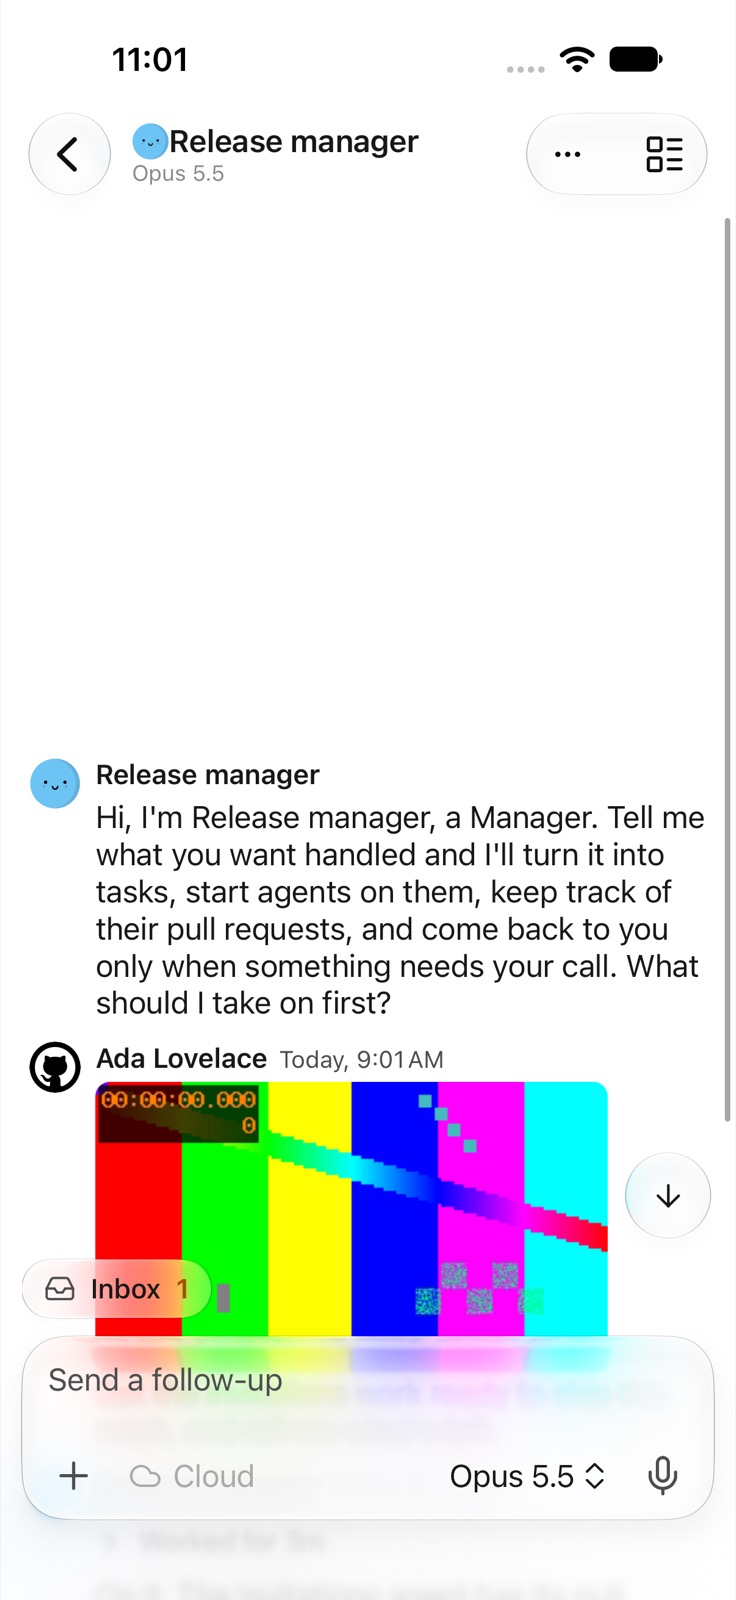 11:01
Release manager
Opus 5.5
Release manager
Hi, I'm Release manager, a Manager. Tell me
what you want handled and I'll turn it into
tasks, start agents on them, keep track of
their pull requests, and come back to you
only when something needs your call. What
should I take on first?
Ada Lovelace Today, 9:01 AM
00:00:00.000
0
Inbox 1
Send a follow-up
Cloud
Opus 5.5
Worked for 3m